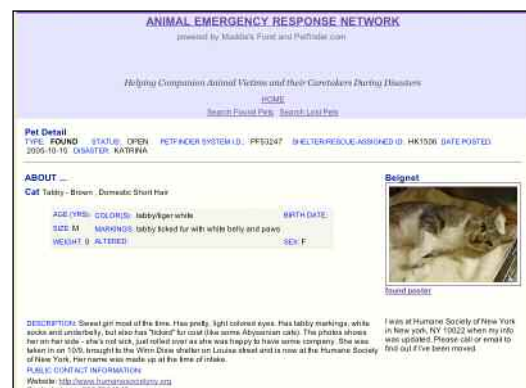 ANIMAL EMERGENCY RESPONSE NETWORK
powered by Maddie's Fund and Petfinder.com
Helping Companion Animal Victims and their Caretakers During Disasters
HOME
Search Found Pets Search Lost Pets
Pet Detail
TYPE: FOUND STATUS: OPEN PETFINDER SYSTEM I.D.: PF53247 SHELTER/RESCUE-ASSIGNED ID: HK1506 DATE POSTED:
2005-10-15 DISASTER: KATRINA
ABOUT ...
Cat Tabby - Brown , Domestic Short Hair
AGE (YRS): COLOR(S): tabby/tiger white BIRTH DATE:
SIZE: M MARKINGS: tabby ticked fur with white belly and paws
WEIGHT: 9 ALTERED: SEX: F
Beignet
found poster
DESCRIPTION: Sweet girl most of the time. Has pretty, light colored eyes. Has tabby markings, white
socks and underbelly, but also has "ticked" fur coat (like some Abyssinian cats). The photos shows
her on her side - she's not sick, just rolled over as she was happy to have some company. She was
taken in on 10/9, brought to the Winn Dixie shelter on Louisa street and is now at the Humane Society
of New York. Her name was made up at the time of intake.
I was at Humane Society of New York
in New york, NY 10022 when my info
was updated. Please call or email to
find out if I've been moved.
PUBLIC CONTACT INFORMATION:
Website: http://www.humanesocietyny.org